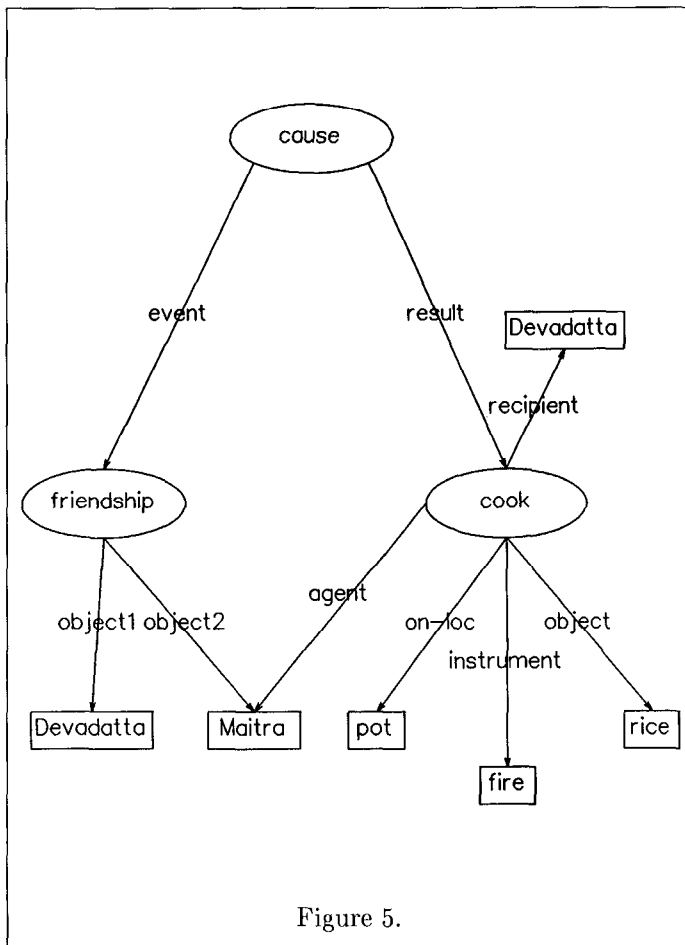 cause
event
result
Devadatta
recipient
friendship
cook
agent
object1 object2
on-loc
object
instrument
Devadatta
Maitra
pot
rice
fire
Figure 5.